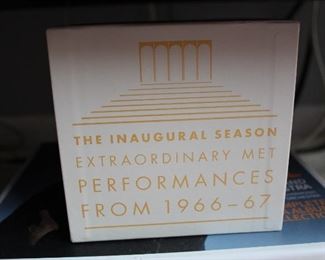 THE INAUGURAL SEASON
EXTRAORDINARY MET
PERFORMANCES
FROM 1966–67